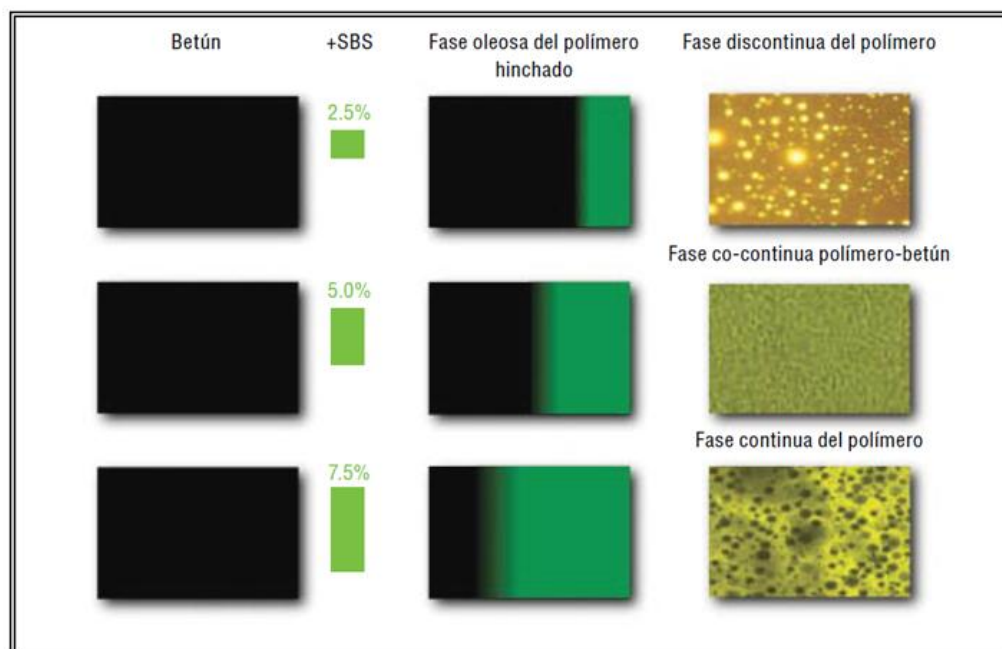 Betún
+SBS
Fase oleosa del polímero
hinchado
Fase discontinua del polímero
2.5%
Fase co-continua polímero-betún
5.0%
Fase continua del polímero
7.5%